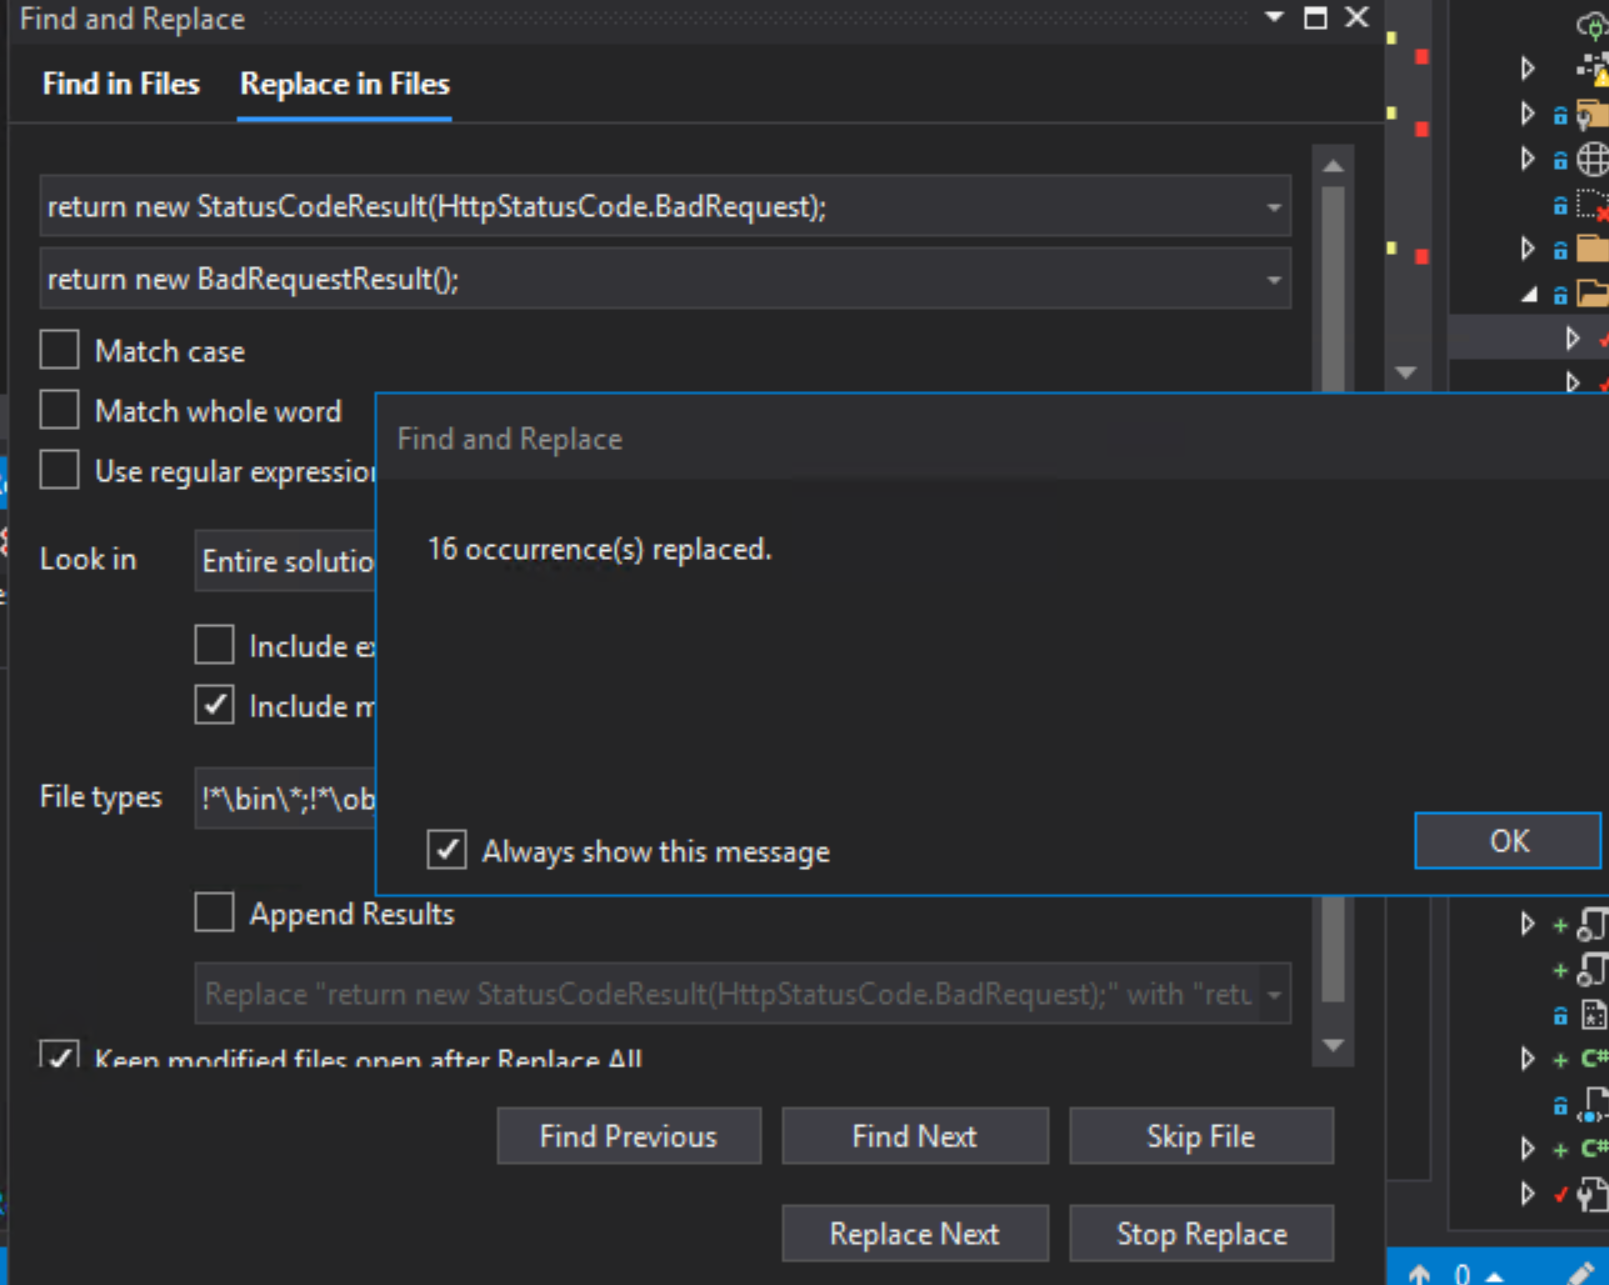 Find and Replace
Find in Files
Replace in Files
return new StatusCodeResult(HttpStatusCode.BadRequest);
return new BadRequestResult();
Match case
Match whole word
Use regular
Look in
Entire
Include
Include
File types
!*\bin\*;!*\ob
Find and Replace
16 occurrence(s) replaced.
Always show this message
OK
Append Results
Replace "return new StatusCodeResult(HttpStatusCode.BadRequest);" with "retu
Keep modified files open after Replace All
Find Previous
Find Next
Skip File
Replace Next
Stop Replace
C#
C#
0